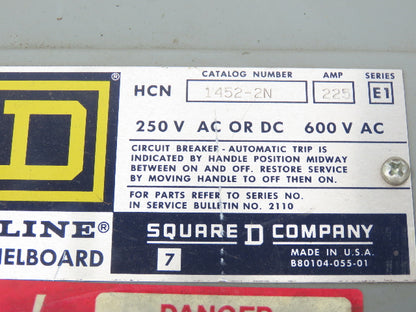 CATALOG NUMBER AMP SERIES
HCN 1452-2N 225 E1
250 V AC OR DC 600 V AC
CIRCUIT BREAKER - AUTOMATIC TRIP IS
INDICATED BY HANDLE POSITION MIDWAY
BETWEEN ON AND OFF. RESTORE SERVICE
BY MOVING HANDLE TO OFF THEN ON.
FOR PARTS REFER TO SERIES NO.
IN SERVICE BULLETIN NO. 2110
D ®
LINE®
NELBOARD
SQUARE D COMPANY
7
MADE IN U.S.A.
B80104-055-01
DANGER